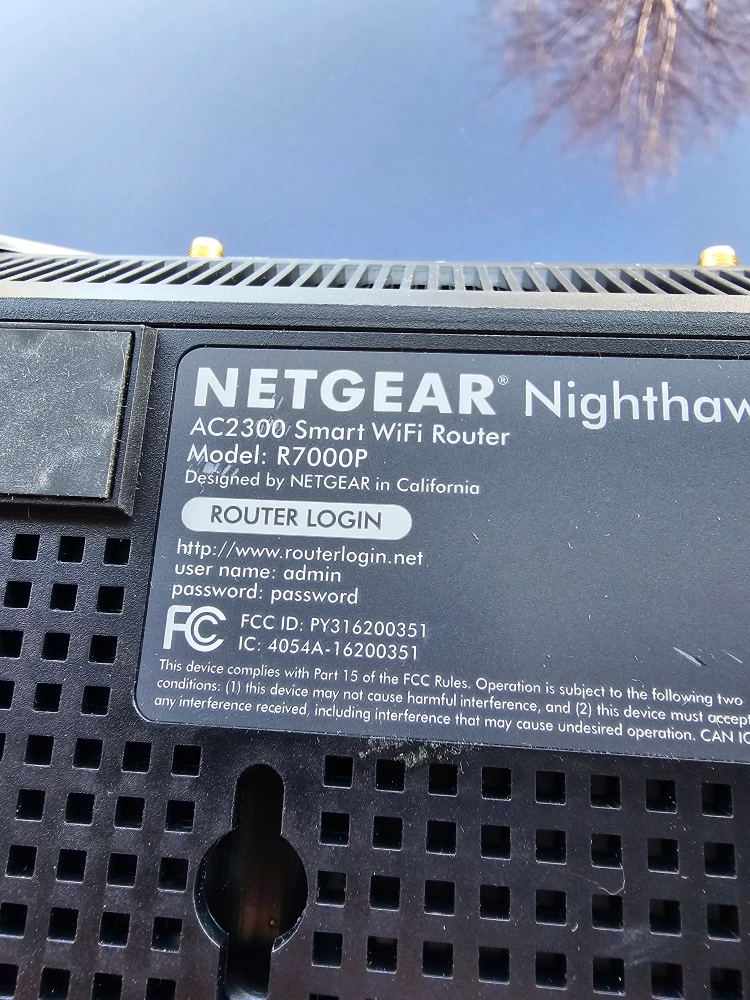 NETGEAR® Nighthaw
AC2300 Smart WiFi Router
Model: R7000P
Designed by NETGEAR in California
ROUTER LOGIN
http://www.routerlogin.net
user name: admin
password: password
FC FCC ID: PY316200351
IC: 4054A-16200351
This device complies with Part 15 of the FCC Rules. Operation is subject to the following two
conditions: (1) this device may not cause harmful interference, and (2) this device must accept
any interference received, including interference that may cause undesired operation. CAN IC